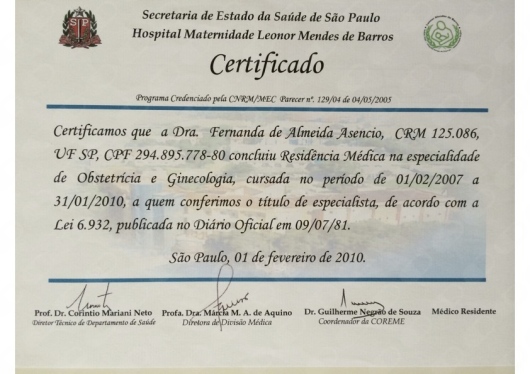 Secretaria de Estado da Saúde de São Paulo
Hospital Maternidade Leonor Mendes de Barros
SP
Certificado
Programa Credenciado pela CNRM/MEC Parecer nº. 129/04 de 04/05/2005
Certificamos que a Dra. Fernanda de Almeida Asencio, CRM 125.086,
UF SP, CPF 294.895.778-80 concluiu Residência Médica na especialidade
de Obstetrícia e Ginecologia, cursada no período de 01/02/2007 a
31/01/2010, a quem conferimos o título de especialista, de acordo com a
Lei 6.932, publicada no Diário Oficial em 09/07/81.
São Paulo, 01 de fevereiro de 2010.
Prof. Dr. Corintio Mariani Neto Profa. Dra. Márcia M. A. de Aquino Dr. Guilherme Negrão de Souza Médico Residente
Diretor Técnico de Departamento de Saúde Diretora de Divisão Médica Coordenador da COREME